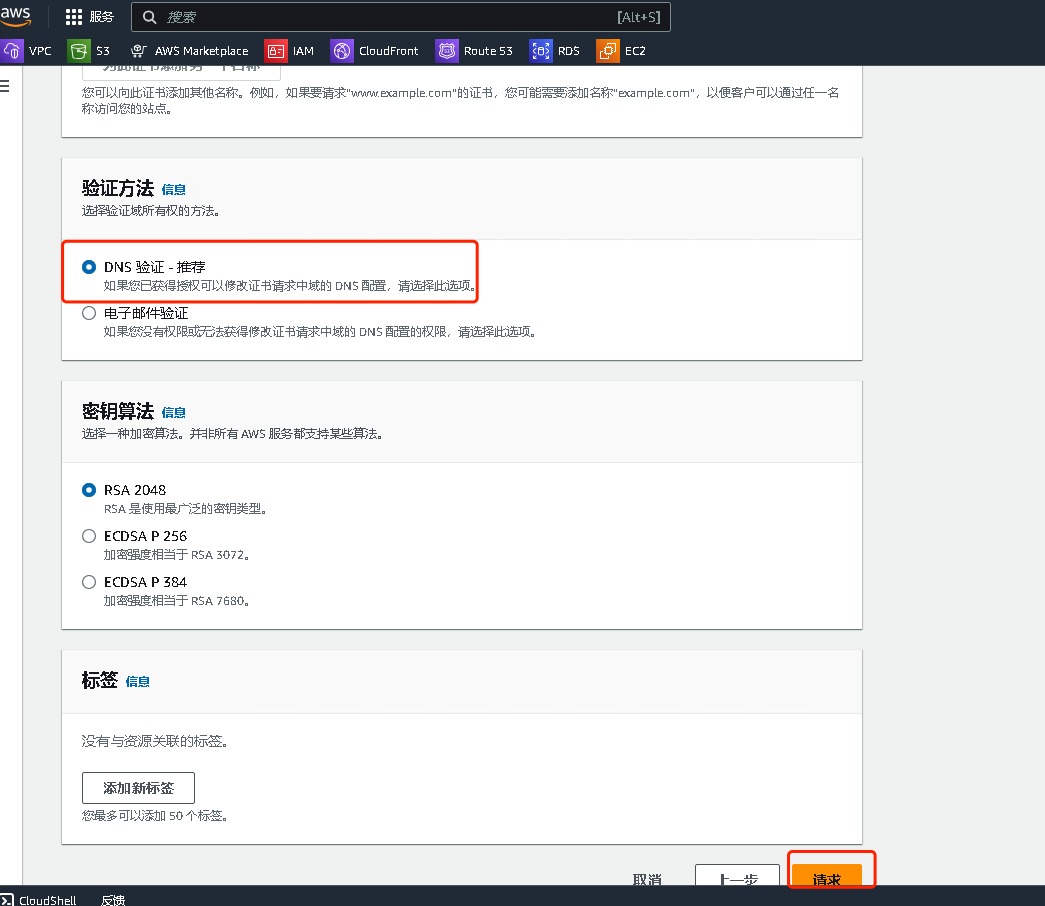 aws
服务
搜索
[Alt+S]
VPC
S3
AWS Marketplace
IAM
CloudFront
Route 53
RDS
EC2
为此证书添加另一个名称
您可以向此证书添加其他名称。例如，如果要请求"www.example.com"的证书，您可能需要添加名称"example.com"，以便客户可以通过任一名
称访问您的站点。
验证方法 信息
选择验证域所有权的方法。
DNS 验证 - 推荐
如果您已获得授权可以修改证书请求中域的 DNS 配置，请选择此选项。
电子邮件验证
如果您没有权限或无法获得修改证书请求中域的 DNS 配置的权限，请选择此选项。
密钥算法 信息
选择一种加密算法。并非所有 AWS 服务都支持某些算法。
RSA 2048
RSA 是使用最广泛的密钥类型。
ECDSA P 256
加密强度相当于 RSA 3072。
ECDSA P 384
加密强度相当于 RSA 7680。
标签 信息
没有与资源关联的标签。
添加新标签
您最多可以添加 50 个标签。
取消
上一步
请求
CloudShell
反馈